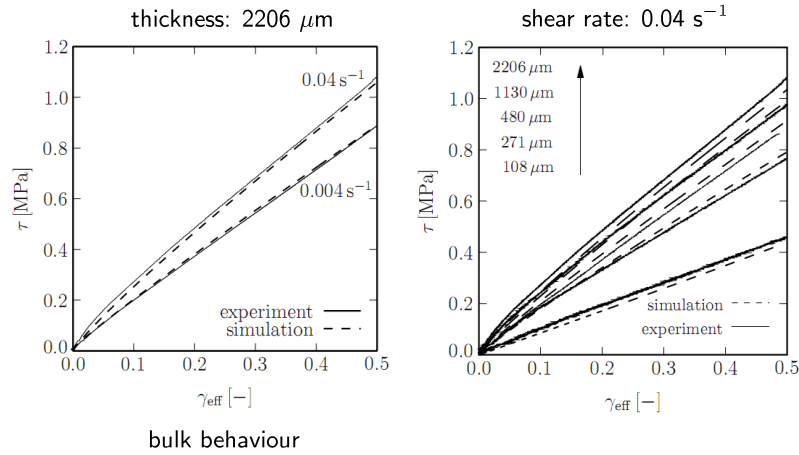 thickness: 2206 μm
1.2
1.0
0.8
0.6
0.4
0.2
0.0
τ [MPa]
0.04 s⁻¹
0.004 s⁻¹
experiment
simulation
0.0 0.1 0.2 0.3 0.4 0.5
γeff [−]
bulk behaviour
shear rate: 0.04 s⁻¹
1.2
1.0
0.8
0.6
0.4
0.2
0.0
τ [MPa]
2206 μm
1130 μm
480 μm
271 μm
108 μm
simulation
experiment
0.0 0.1 0.2 0.3 0.4 0.5
γeff [−]